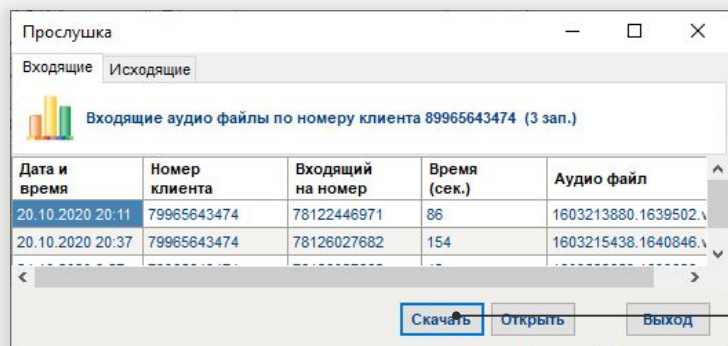 Прослушка
Входящие Исходящие
Входящие аудио файлы по номеру клиента 89965643474 (3 зап.)
Дата и время Номер клиента Входящий на номер Время (сек.) Аудио файл
20.10.2020 20:11 79965643474 78122446971 86 1603213880.1639502.
20.10.2020 20:37 79965643474 78126027682 154 1603215438.1640846.
Скачать Открыть Выход